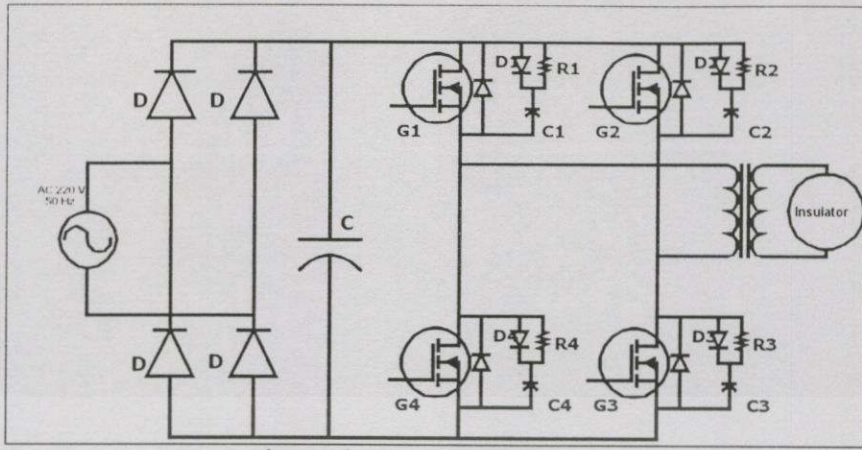 D1
R1
D2
R2
D
D
G1
C1
G2
C2
AC 220 V
50 Hz
C
Insulator
D4
R4
D3
R3
D
D
G4
C4
G3
C3